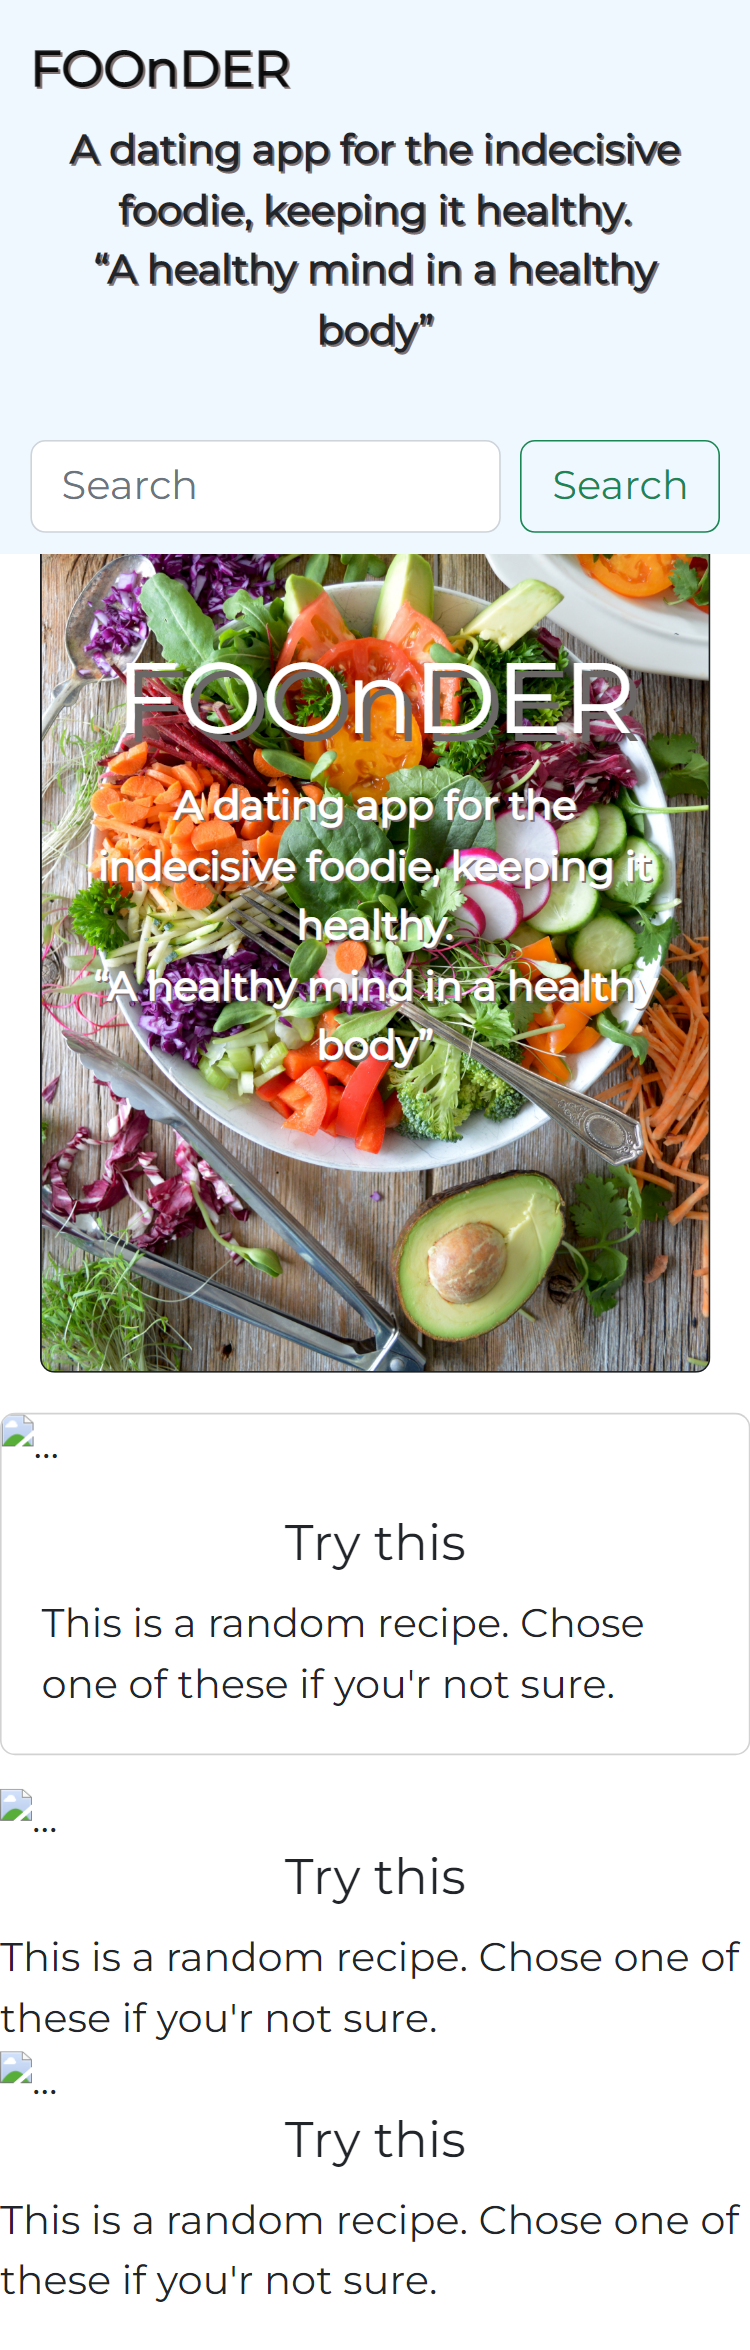 FOOnDER
A dating app for the indecisive
foodie, keeping it healthy.
“A healthy mind in a healthy
body”
Search
Search
FOOnDER
A dating app for the
indecisive foodie, keeping it
healthy.
“A healthy mind in a healthy
body”
...
Try this
This is a random recipe. Chose
one of these if you'r not sure.
...
Try this
This is a random recipe. Chose one of
these if you'r not sure.
...
Try this
This is a random recipe. Chose one of
these if you'r not sure.